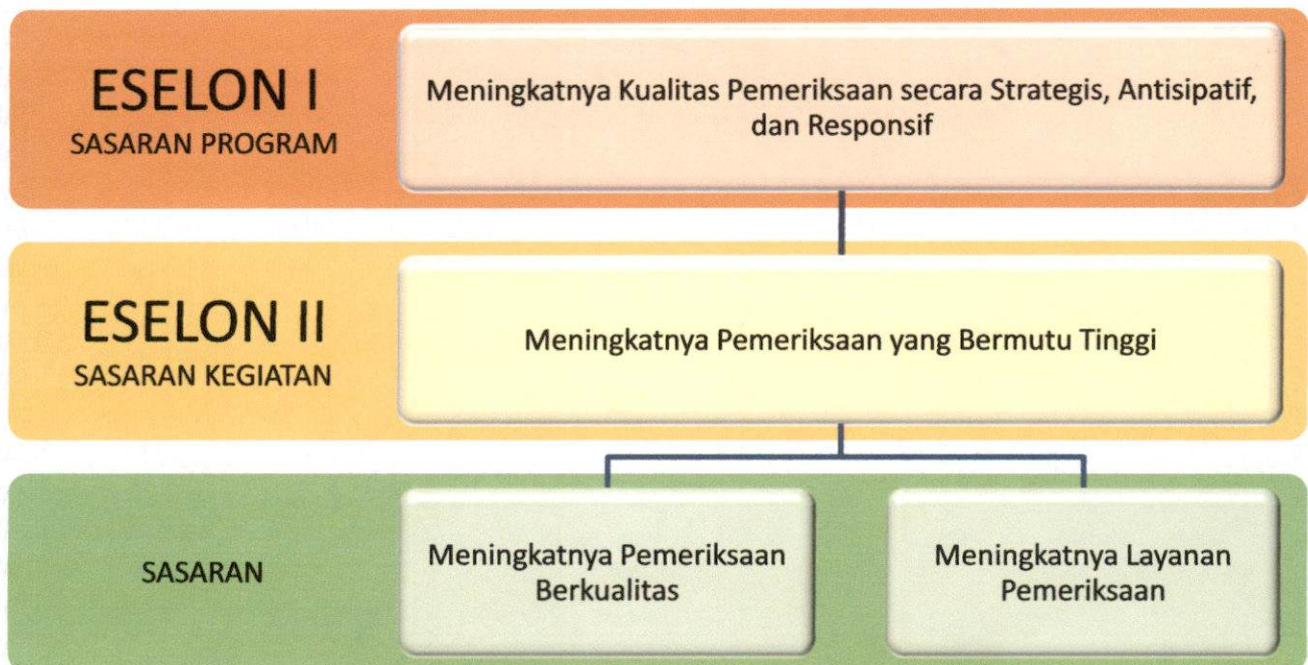 ESELON I
SASARAN PROGRAM
Meningkatnya Kualitas Pemeriksaan secara Strategis, Antisipatif,
dan Responsif
ESELON II
SASARAN KEGIATAN
Meningkatnya Pemeriksaan yang Bermutu Tinggi
SASARAN
Meningkatnya Pemeriksaan
Berkualitas
Meningkatnya Layanan
Pemeriksaan